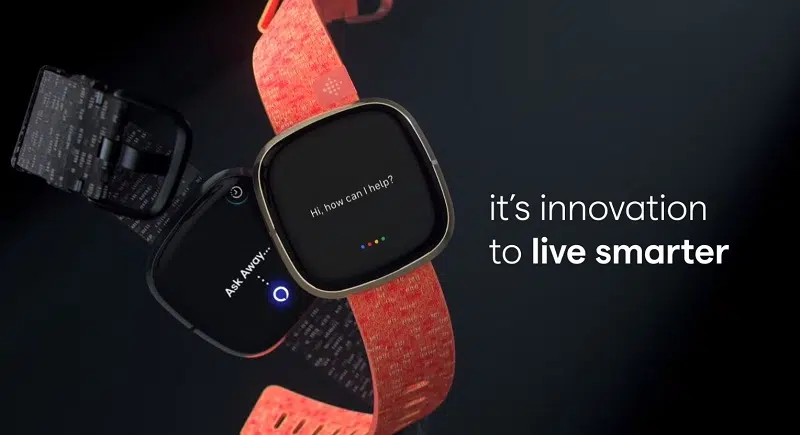 Hi, how can I help?
Ask Away...
it's innovation
to live smarter